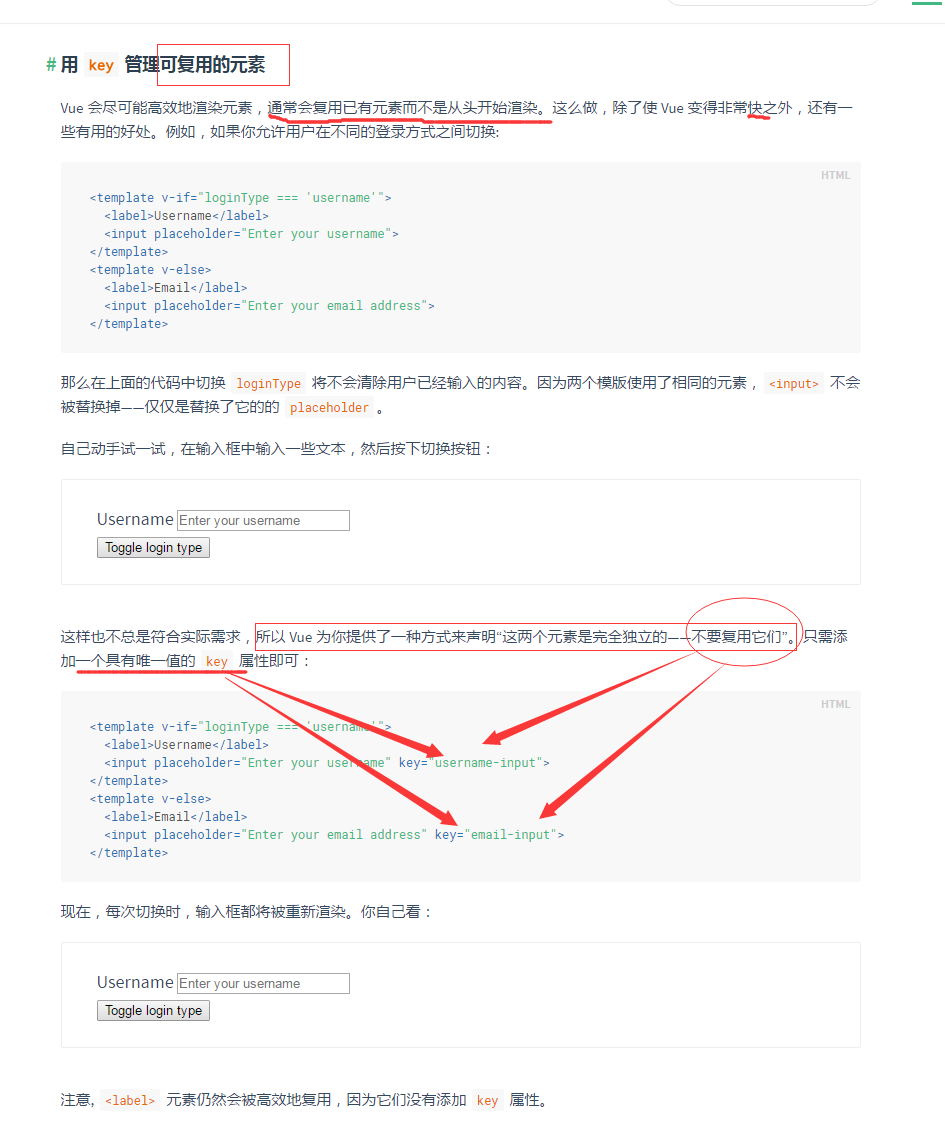 # 用 key 管理可复用的元素
Vue 会尽可能高效地渲染元素，通常会复用已有元素而不是从头开始渲染。这么做，除了使 Vue 变得非常快之外，还有一
些有用的好处。例如，如果你允许用户在不同的登录方式之间切换:
HTML
<template v-if="loginType === 'username'">
<label>Username</label>
<input placeholder="Enter your username">
</template>
<template v-else>
<label>Email</label>
<input placeholder="Enter your email address">
</template>
那么在上面的代码中切换 loginType 将不会清除用户已经输入的内容。因为两个模版使用了相同的元素，<input> 不会
被替换掉——仅仅是替换了它的的 placeholder 。
自己动手试一试，在输入框中输入一些文本，然后按下切换按钮：
Username Enter your username
Toggle login type
这样也不总是符合实际需求，所以 Vue 为你提供了一种方式来声明“这两个元素是完全独立的——不要复用它们”。只需添
加一个具有唯一值的 key 属性即可：
HTML
<template v-if="loginType === 'username'">
<label>Username</label>
<input placeholder="Enter your username" key="username-input">
</template>
<template v-else>
<label>Email</label>
<input placeholder="Enter your email address" key="email-input">
</template>
现在，每次切换时，输入框都将被重新渲染。你自己看：
Username Enter your username
Toggle login type
注意, <label> 元素仍然会被高效地复用，因为它们没有添加 key 属性。